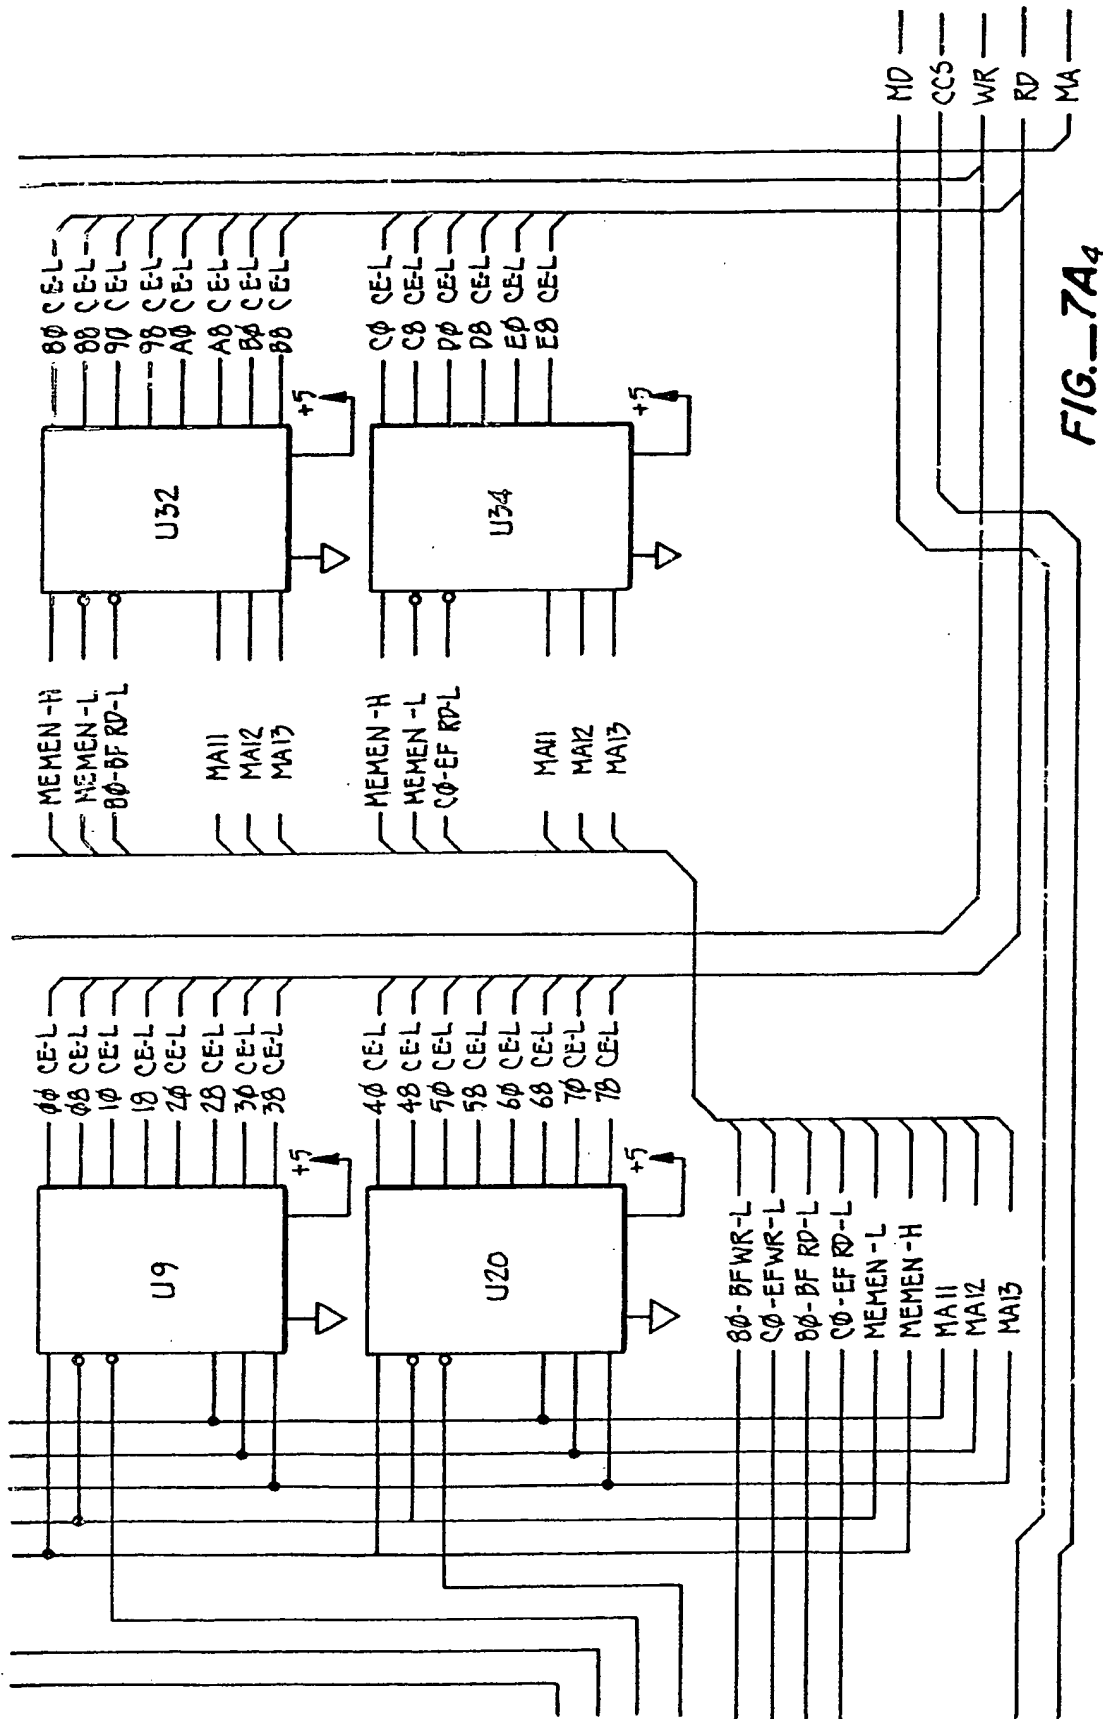 ØØ CE-L
Ø8 CE-L
1Ø CE-L
18 CE-L
2Ø CE-L
28 CE-L
3Ø CE-L
38 CE-L
U9
+5
4Ø CE-L
48 CE-L
5Ø CE-L
58 CE-L
6Ø CE-L
68 CE-L
7Ø CE-L
78 CE-L
U20
+5
8Ø-BFWR-L
CØ-EFWR-L
8Ø-BF RD-L
CØ-EF RD-L
MEMEN-L
MEMEN-H
MA11
MA12
MA13
MEMEN-H
MEMEN-L
8Ø-BF RD-L
MA11
MA12
MA13
U32
+5
8Ø CE-L
88 CE-L
9Ø CE-L
98 CE-L
AØ CE-L
A8 CE-L
BØ CE-L
B8 CE-L
MEMEN-H
MEMEN-L
CØ-EF RD-L
MA11
MA12
MA13
U34
+5
CØ CE-L
C8 CE-L
DØ CE-L
D8 CE-L
EØ CE-L
E8 CE-L
MD
CCS
WR
RD
MA
FIG._7A4